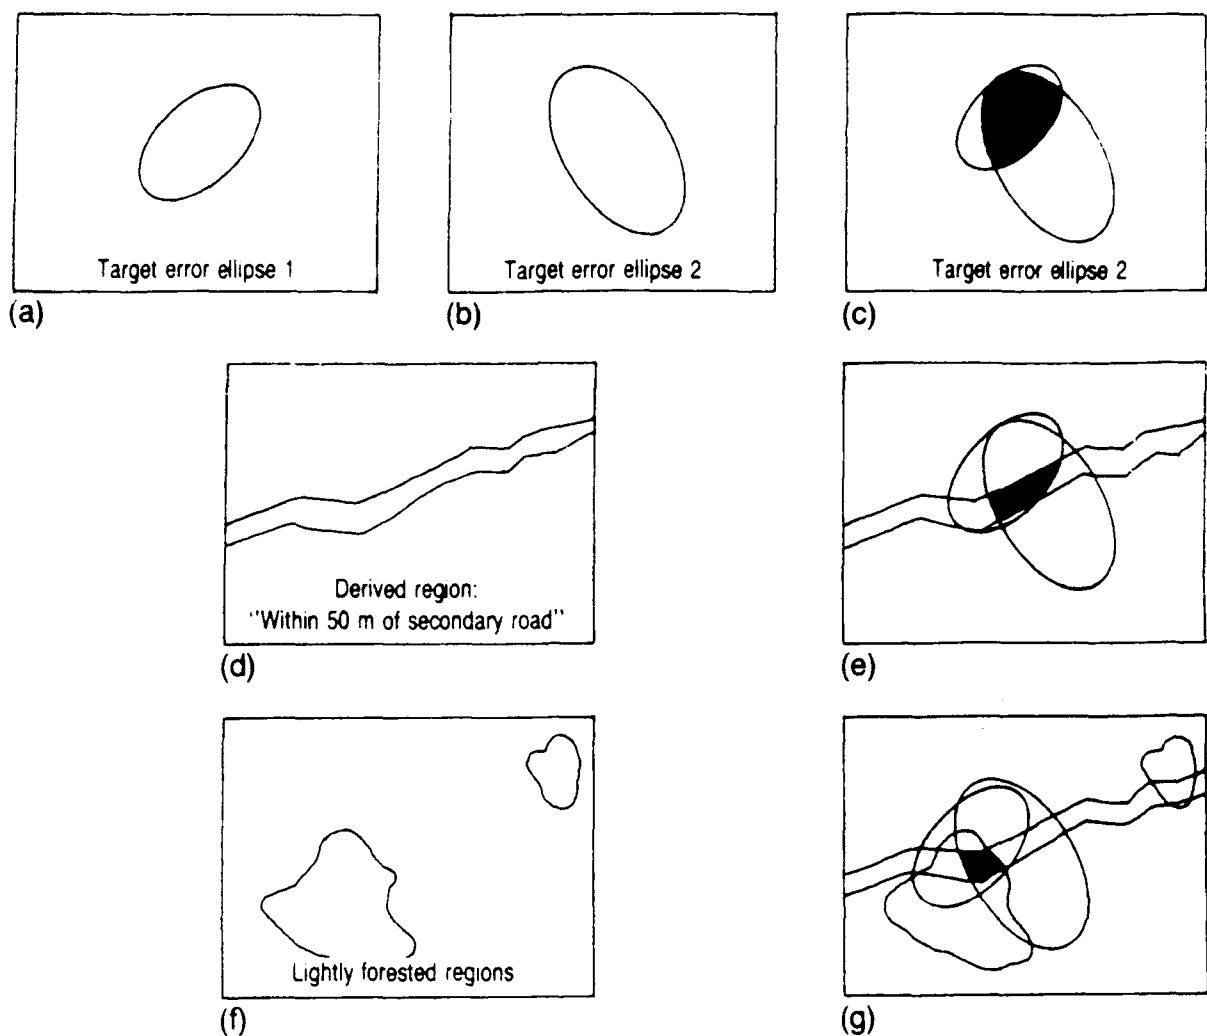 Target error ellipse 1
Target error ellipse 2
Target error ellipse 2
(a)
(b)
(c)
Derived region:
"Within 50 m of secondary road"
(d)
(e)
Lightly forested regions
(f)
(g)